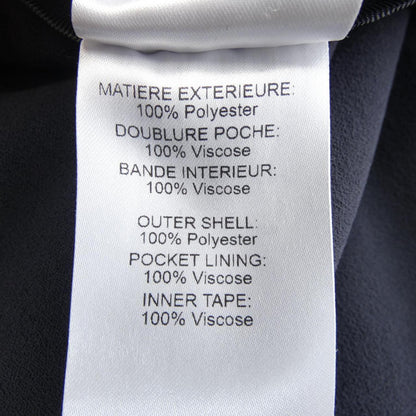 MATIERE EXTERIEURE:
100% Polyester
DOUBLURE POCHE:
100% Viscose
BANDE INTERIEUR:
100% Viscose
OUTER SHELL:
100% Polyester
POCKET LINING:
100% Viscose
INNER TAPE:
100% Viscose